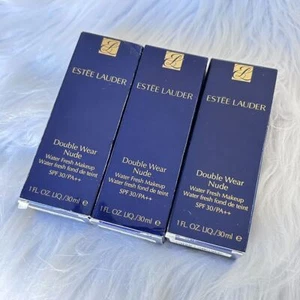 ESTĒE LAUDER
Double Wear
Nude
Water Fresh Makeup
Water fresh fond de teint
SPF 30/PA++
1 FL. OZ. LIQ./30ml e
ESTĒE LAUDER
Double Wear
Nude
Water Fresh Makeup
Water fresh fond de teint
SPF 30/PA++
1 FL. OZ. LIQ./30ml e
ESTĒE LAUDER
Double Wear
Nude
Water Fresh Makeup
Water fresh fond de teint
SPF 30/PA++
1 FL. OZ. LIQ./30ml e